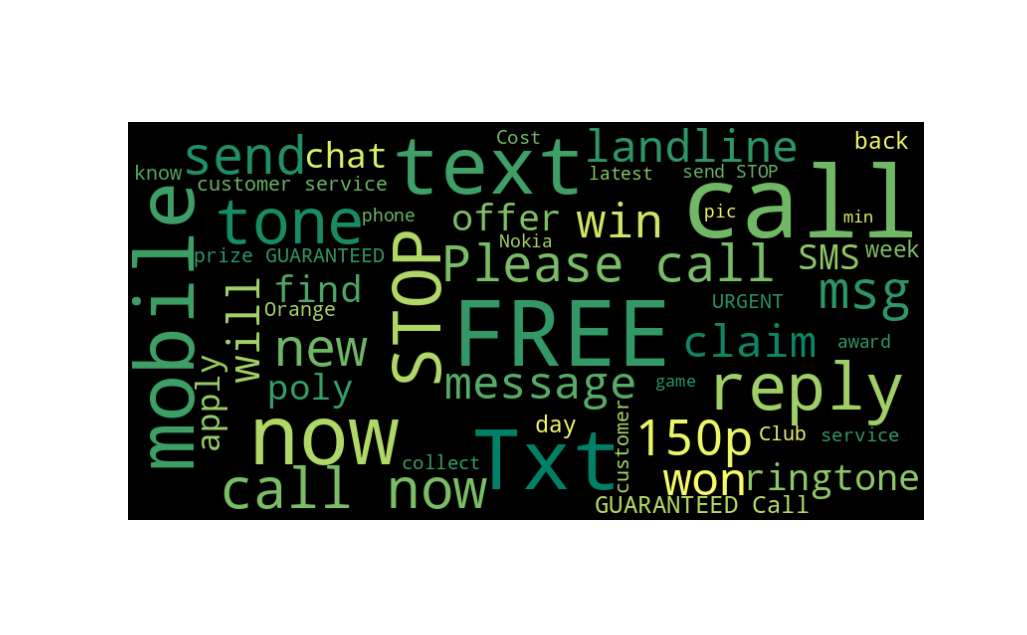 Cost
back
send
chat
text
landline
know
customer service
latest
send STOP
call
pic
min
mobile
tone
phone
offer
win
Nokia
prize GUARANTEED
STOP
Please call
SMS
week
will
find
Orange
FREE
URGENT
msg
new
claim
award
apply
poly
message
game
reply
now
day
customer
150p
Club
service
Txt
collect
call now
won
ringtone
GUARANTEED Call